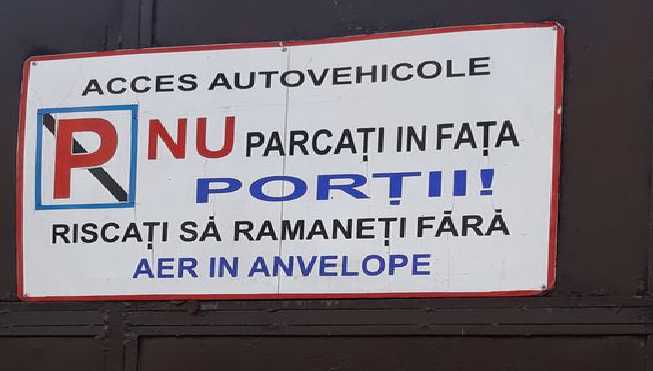 ACCES AUTOVEHICOLE
P NU PARCAȚI IN FAȚA
PORȚII!
RISCAȚI SĂ RAMANEȚI FĂRĂ
AER IN ANVELOPE